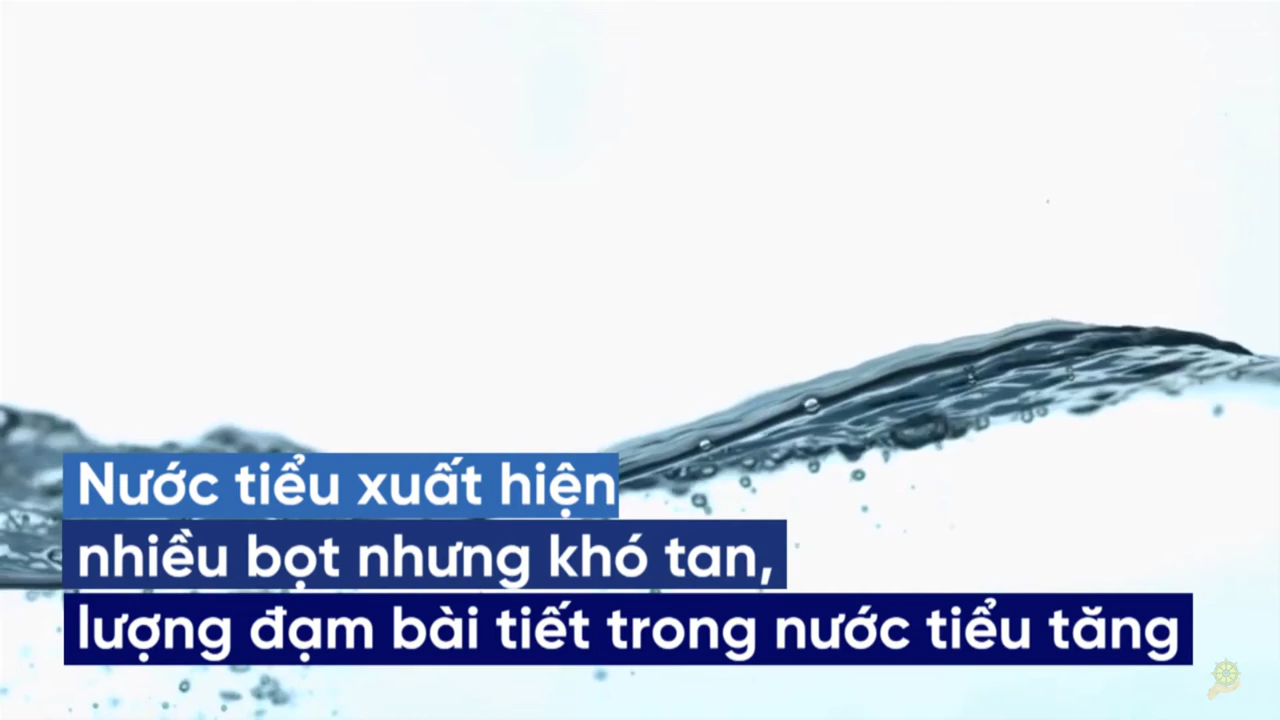 Nước tiểu xuất hiện
nhiều bọt nhưng khó tan,
lượng đạm bài tiết trong nước tiểu tăng